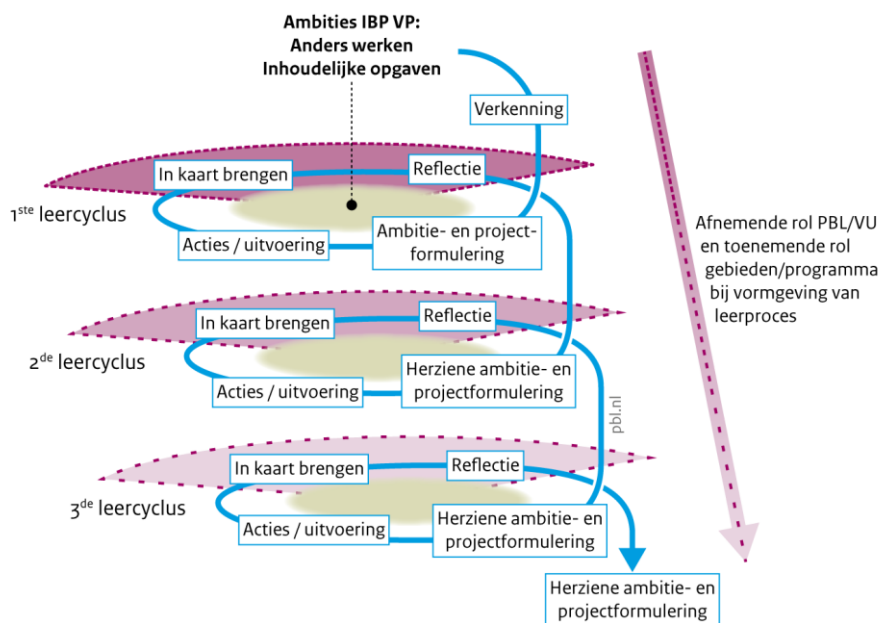 Ambities IBP VP:
Anders werken
Inhoudelijke opgaven
Verkenning
In kaart brengen
Reflectie
1ste leercyclus
Acties / uitvoering
Ambitie- en project-
formulering
Afnemende rol PBL/VU
en toenemende rol
gebieden/programma
bij vormgeving van
leerproces
In kaart brengen
Reflectie
2de leercyclus
Acties / uitvoering
Herziene ambitie- en
projectformulering
pbl.nl
In kaart brengen
Reflectie
3de leercyclus
Acties / uitvoering
Herziene ambitie- en
projectformulering
Herziene ambitie- en
projectformulering